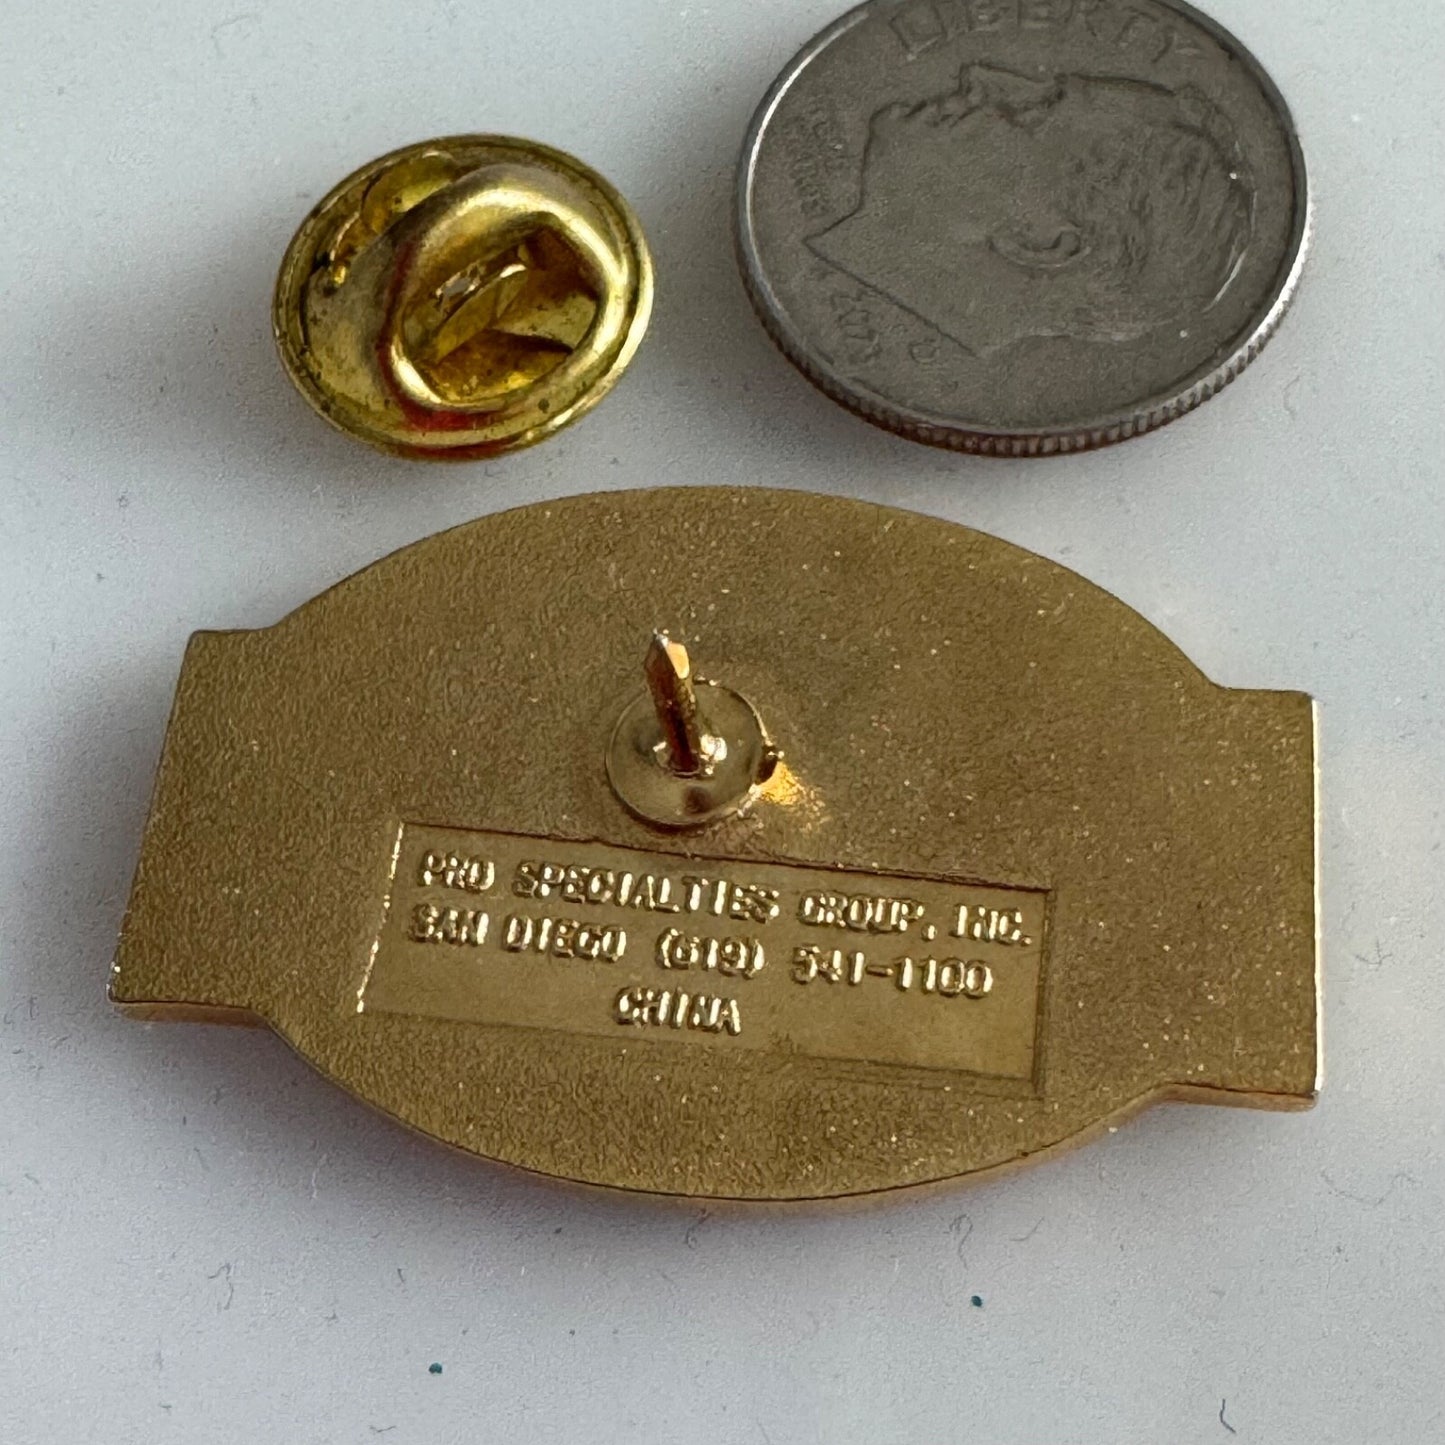 LIBERTY
PRO SPECIALTIES GROUP, INC.
SAN DIEGO (619) 541-1100
CHINA